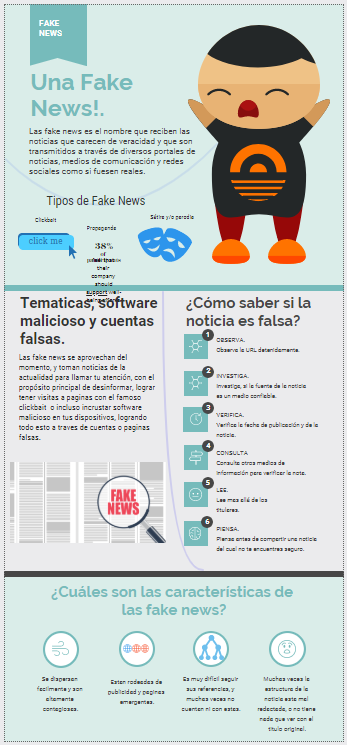 FAKE
NEWS
Una Fake
News!.
Las fake news es el nombre que reciben las
noticias que carecen de veracidad y que son
transmitidos a través de diversos portales de
noticias, medios de comunicación y redes
sociales como si fuesen reales.
Tipos de Fake News
Clickbait
click me
Propaganda
38%
of
their
company
should
support well-
Sátira y/o parodia
Tematicas, software
malicioso y cuentas
falsas.
Las fake news se aprovechan del
momento, y toman noticias de la
actualidad para llamar tu atención, con el
propósito principal de desinformar, lograr
tener visitas a paginas con el famoso
clickbait o incluso incrustar software
malicioso en tus dispositivos, logrando
todo esto a traves de cuentas o paginas
falsas.
FAKE
NEWS
¿Cómo saber si la
noticia es falsa?
1
OBSERVA.
Observa la URL detenidamente.
2
INVESTIGA.
Investiga, si la fuente de la noticia
es un medio confiable.
3
VERIFICA.
Verifica la fecha de publicación y de la
noticia.
4
CONSULTA
Consulta otros medios de
información para verificar la nota.
5
LEE.
Lee mas allá de los
titulares.
6
PIENSA.
Piensa antes de compartir una noticia
del cual no te encuentras seguro.
¿Cuáles son las características de
las fake news?
Se dispersan
facilmente y son
altamente
contagiosas.
Estan rodeadas de
publicidad y paginas
emergentes.
Es muy dificil seguir
sus referencias, y
muchas veces no
cuentan ni con estas.
Muchas veces la
estructura de la
noticia esta mal
redactada, o no tiene
nada que ver con el
titulo original.